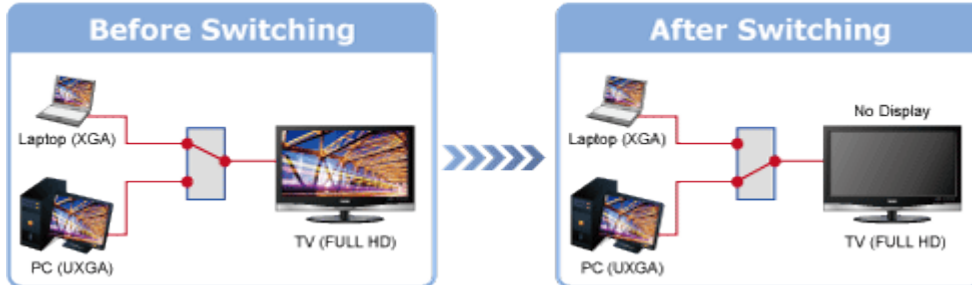 Before Switching
Laptop (XGA)
PC (UXGA)
TV (FULL HD)
After Switching
Laptop (XGA)
PC (UXGA)
No Display
TV (FULL HD)